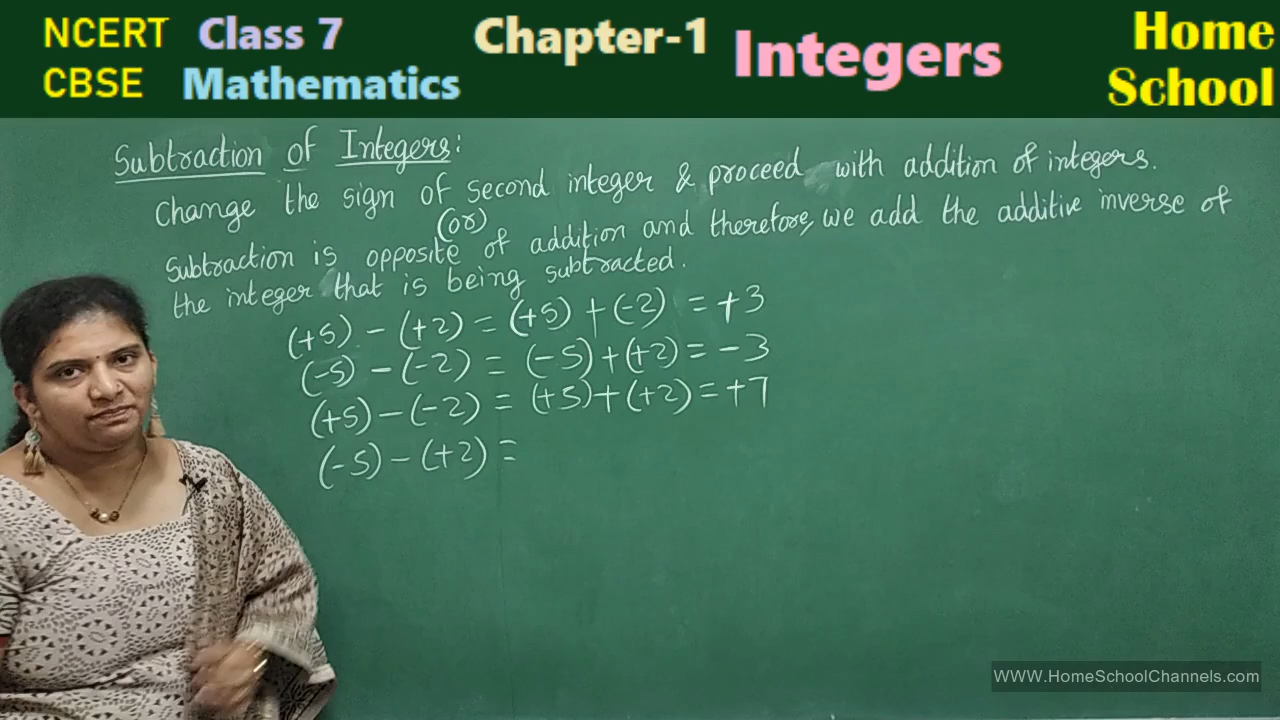 NCERT Class 7 Chapter-1 Integers Home
CBSE Mathematics School
Subtraction of Integers:
Change the sign of second integer & proceed with addition of integers.
(or)
Subtraction is opposite of addition and therefore, we add the additive inverse of
the integer that is being subtracted.
(+5) - (+2) = (+5) + (-2) = +3
(-5) - (-2) = (-5) + (+2) = -3
(+5) - (-2) = (+5) + (+2) = +7
(-5) - (+2) =
WWW.HomeSchoolChannels.com